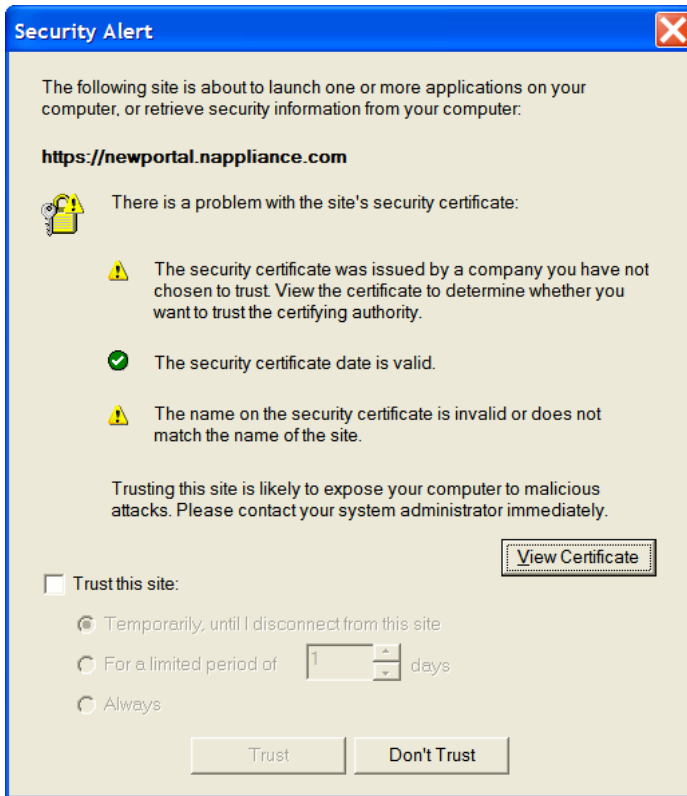 Security Alert
The following site is about to launch one or more applications on your
computer, or retrieve security information from your computer:
https://newportal.nappliance.com
There is a problem with the site's security certificate:
The security certificate was issued by a company you have not
chosen to trust. View the certificate to determine whether you
want to trust the certifying authority.
The security certificate date is valid.
The name on the security certificate is invalid or does not
match the name of the site.
Trusting this site is likely to expose your computer to malicious
attacks. Please contact your system administrator immediately.
View Certificate
Trust this site:
Temporarily, until I disconnect from this site
For a limited period of 1 days
Always
Trust Don't Trust